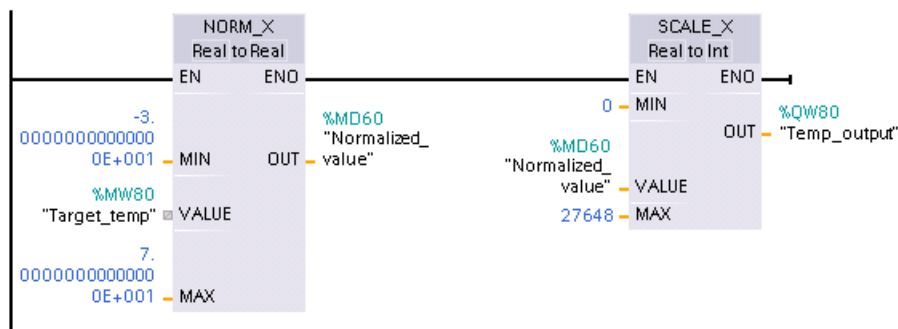 NORM_X
Real to Real
EN ENO
-3.
0000000000000
0E+001
MIN
OUT
%MD60
"Normalized_
value"
%MW80
"Target_temp"
VALUE
7.
0000000000000
0E+001
MAX
SCALE_X
Real to Int
EN ENO
0
MIN
OUT
%QW80
"Temp_output"
%MD60
"Normalized_
value"
VALUE
27648
MAX